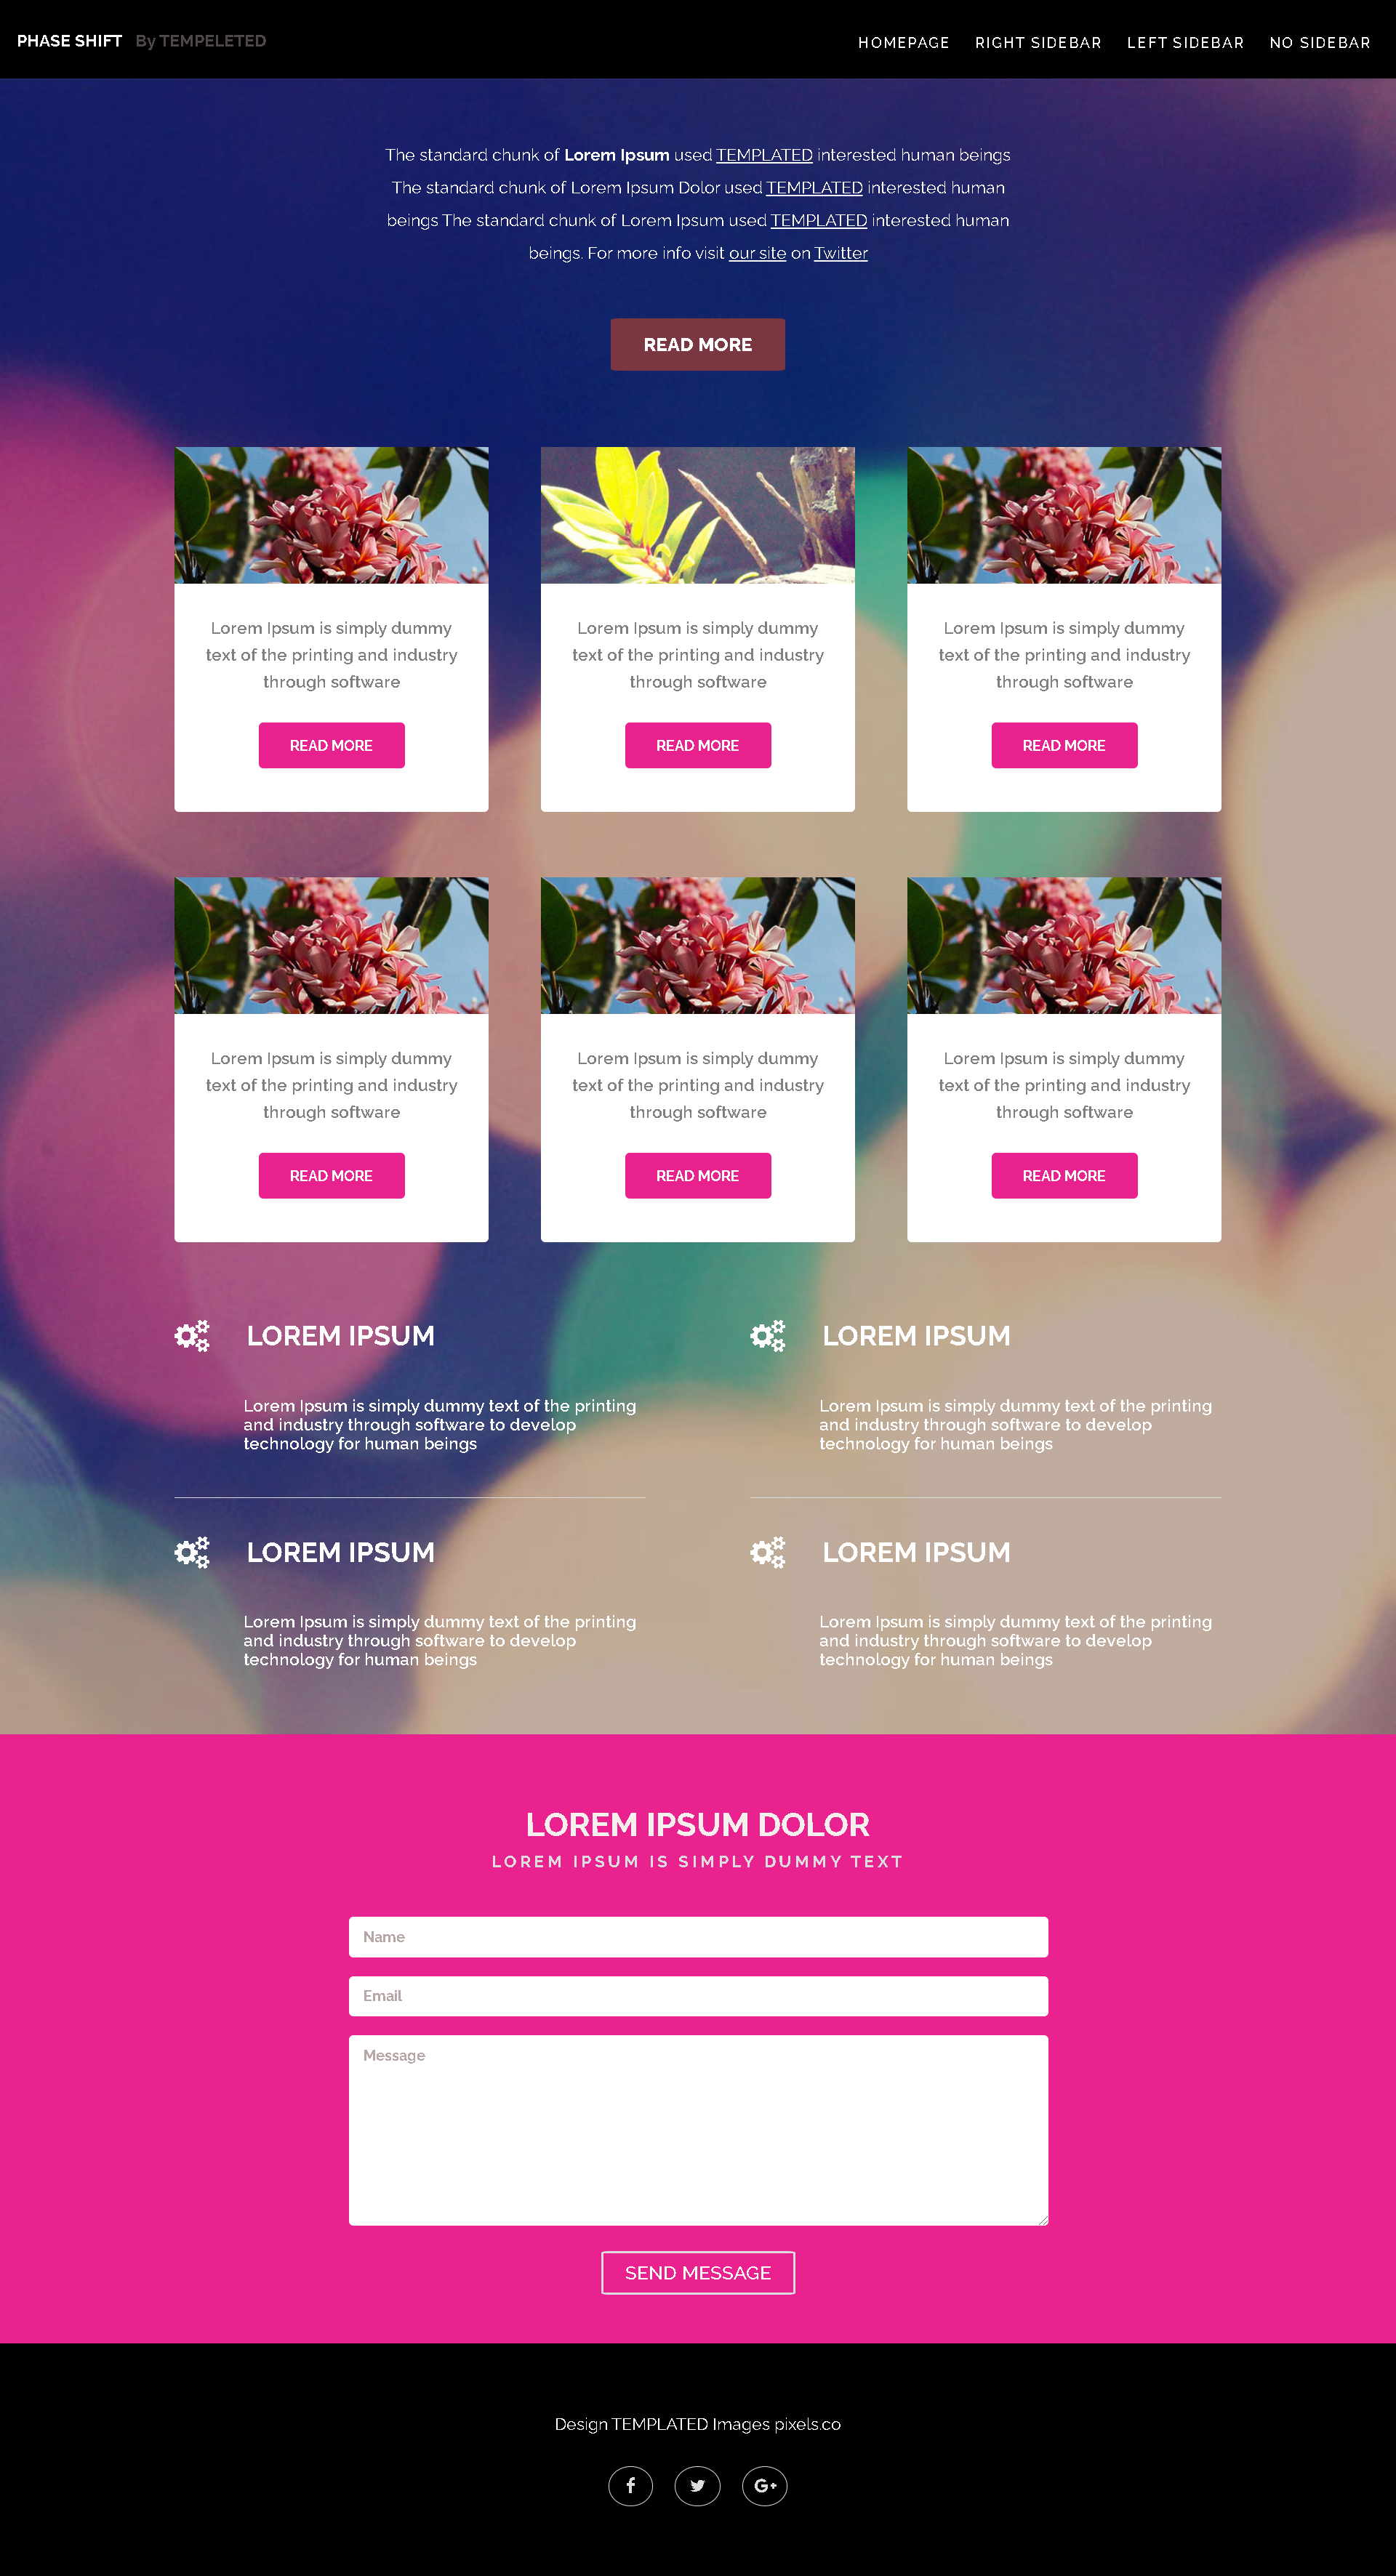 PHASE SHIFT By TEMPELETED
HOMEPAGE RIGHT SIDEBAR LEFT SIDEBAR NO SIDEBAR
The standard chunk of Lorem Ipsum used TEMPLATED interested human beings
The standard chunk of Lorem Ipsum Dolor used TEMPLATED interested human
beings The standard chunk of Lorem Ipsum used TEMPLATED interested human
beings. For more info visit our site on Twitter
READ MORE
Lorem Ipsum is simply dummy
text of the printing and industry
through software
READ MORE
Lorem Ipsum is simply dummy
text of the printing and industry
through software
READ MORE
Lorem Ipsum is simply dummy
text of the printing and industry
through software
READ MORE
Lorem Ipsum is simply dummy
text of the printing and industry
through software
READ MORE
Lorem Ipsum is simply dummy
text of the printing and industry
through software
READ MORE
Lorem Ipsum is simply dummy
text of the printing and industry
through software
READ MORE
LOREM IPSUM
Lorem Ipsum is simply dummy text of the printing
and industry through software to develop
technology for human beings
LOREM IPSUM
Lorem Ipsum is simply dummy text of the printing
and industry through software to develop
technology for human beings
LOREM IPSUM
Lorem Ipsum is simply dummy text of the printing
and industry through software to develop
technology for human beings
LOREM IPSUM
Lorem Ipsum is simply dummy text of the printing
and industry through software to develop
technology for human beings
LOREM IPSUM DOLOR
LOREM IPSUM IS SIMPLY DUMMY TEXT
Name
Email
Message
SEND MESSAGE
Design TEMPLATED Images pixels.co